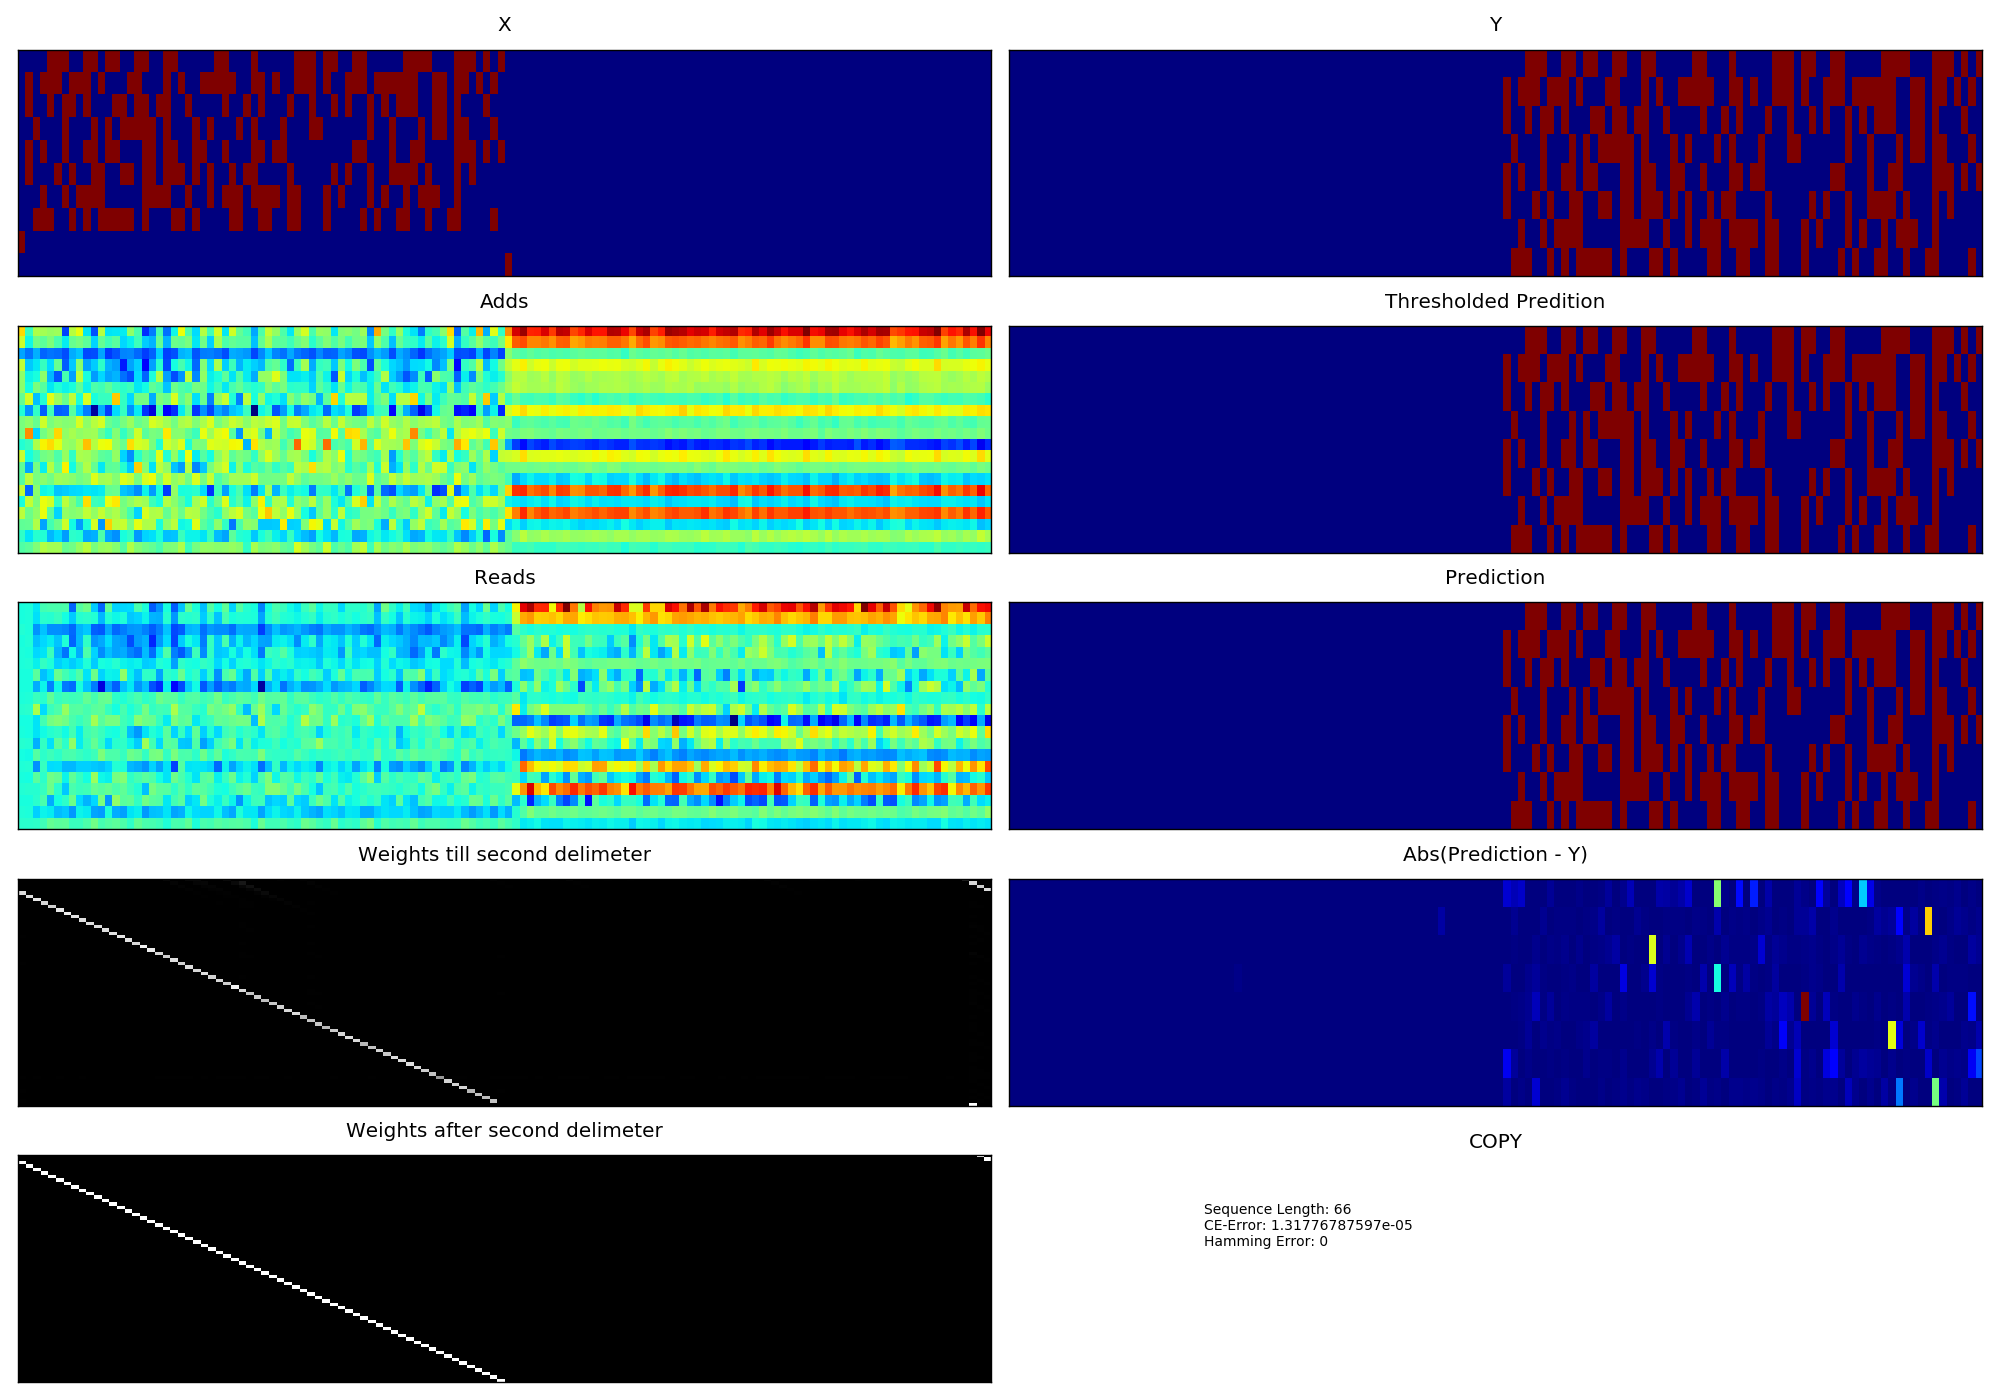 X
Y
Adds
Thresholded Predition
Reads
Prediction
Weights till second delimeter
Abs(Prediction - Y)
Weights after second delimeter
COPY
Sequence Length: 66
CE-Error: 1.31776787597e-05
Hamming Error: 0